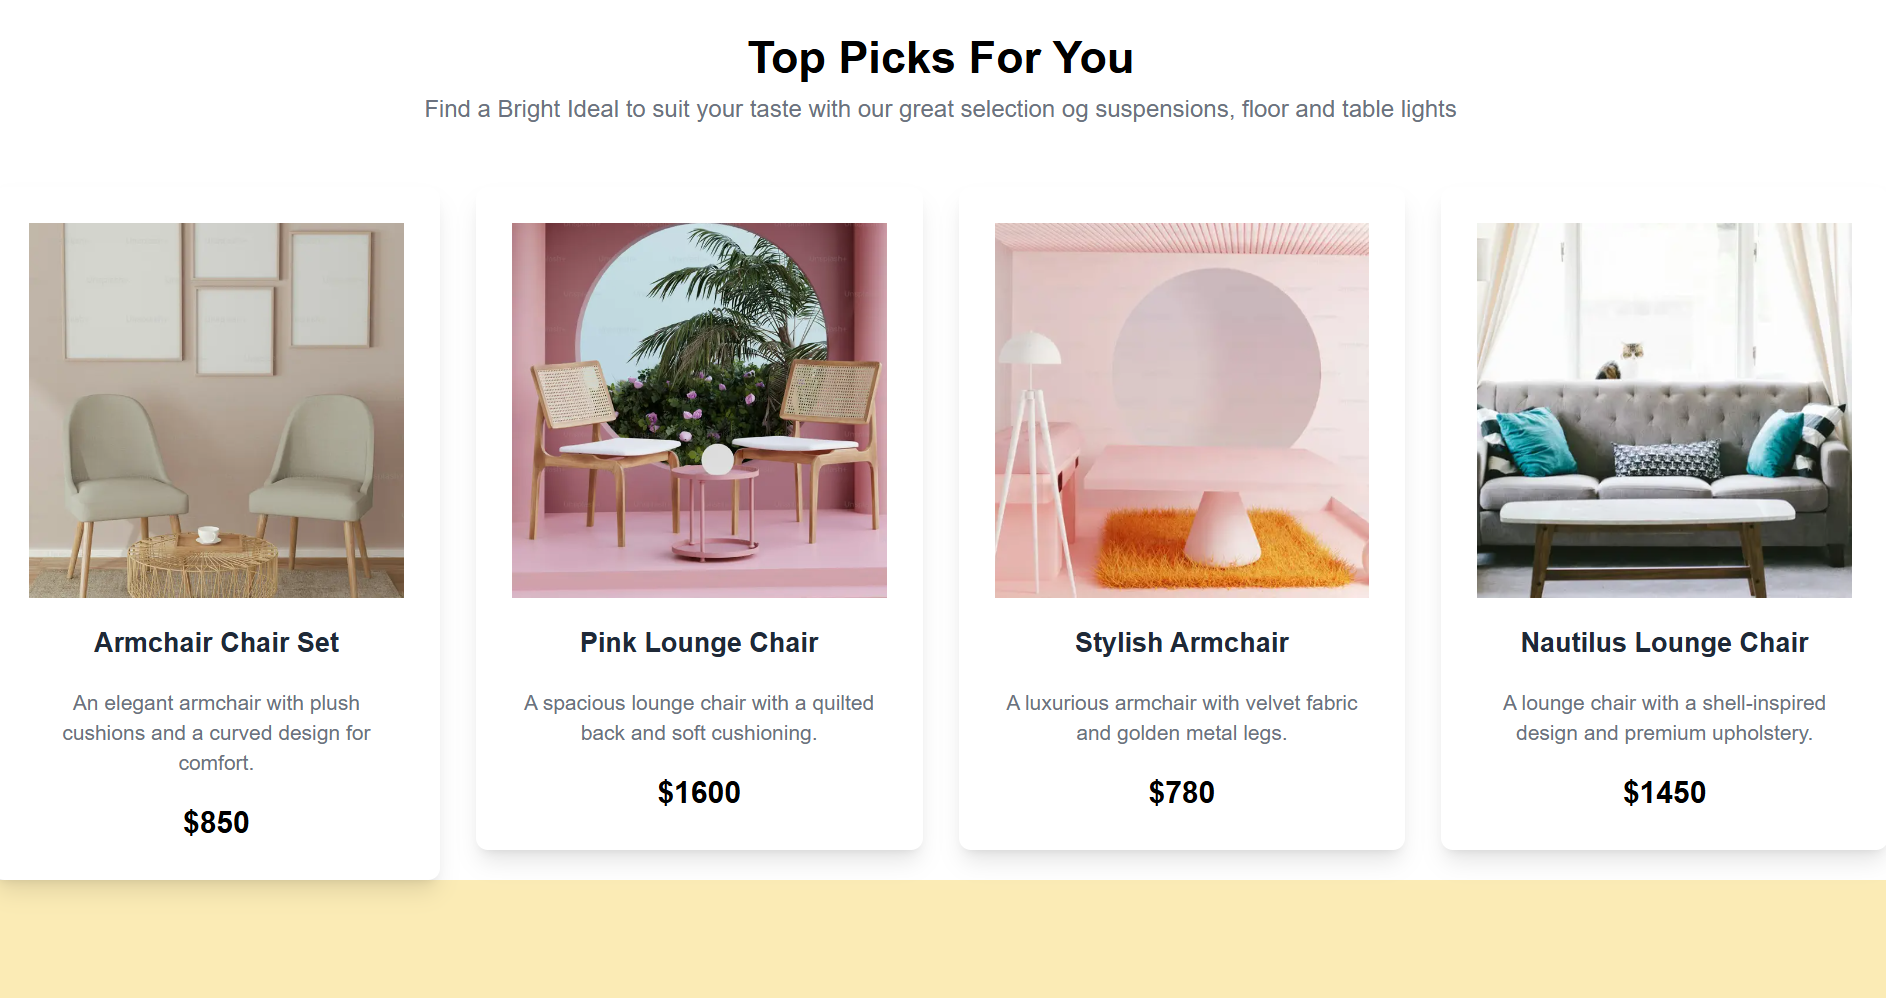 Top Picks For You
Find a Bright Ideal to suit your taste with our great selection og suspensions, floor and table lights
Armchair Chair Set
An elegant armchair with plush
cushions and a curved design for
comfort.
$850
Pink Lounge Chair
A spacious lounge chair with a quilted
back and soft cushioning.
$1600
Stylish Armchair
A luxurious armchair with velvet fabric
and golden metal legs.
$780
Nautilus Lounge Chair
A lounge chair with a shell-inspired
design and premium upholstery.
$1450